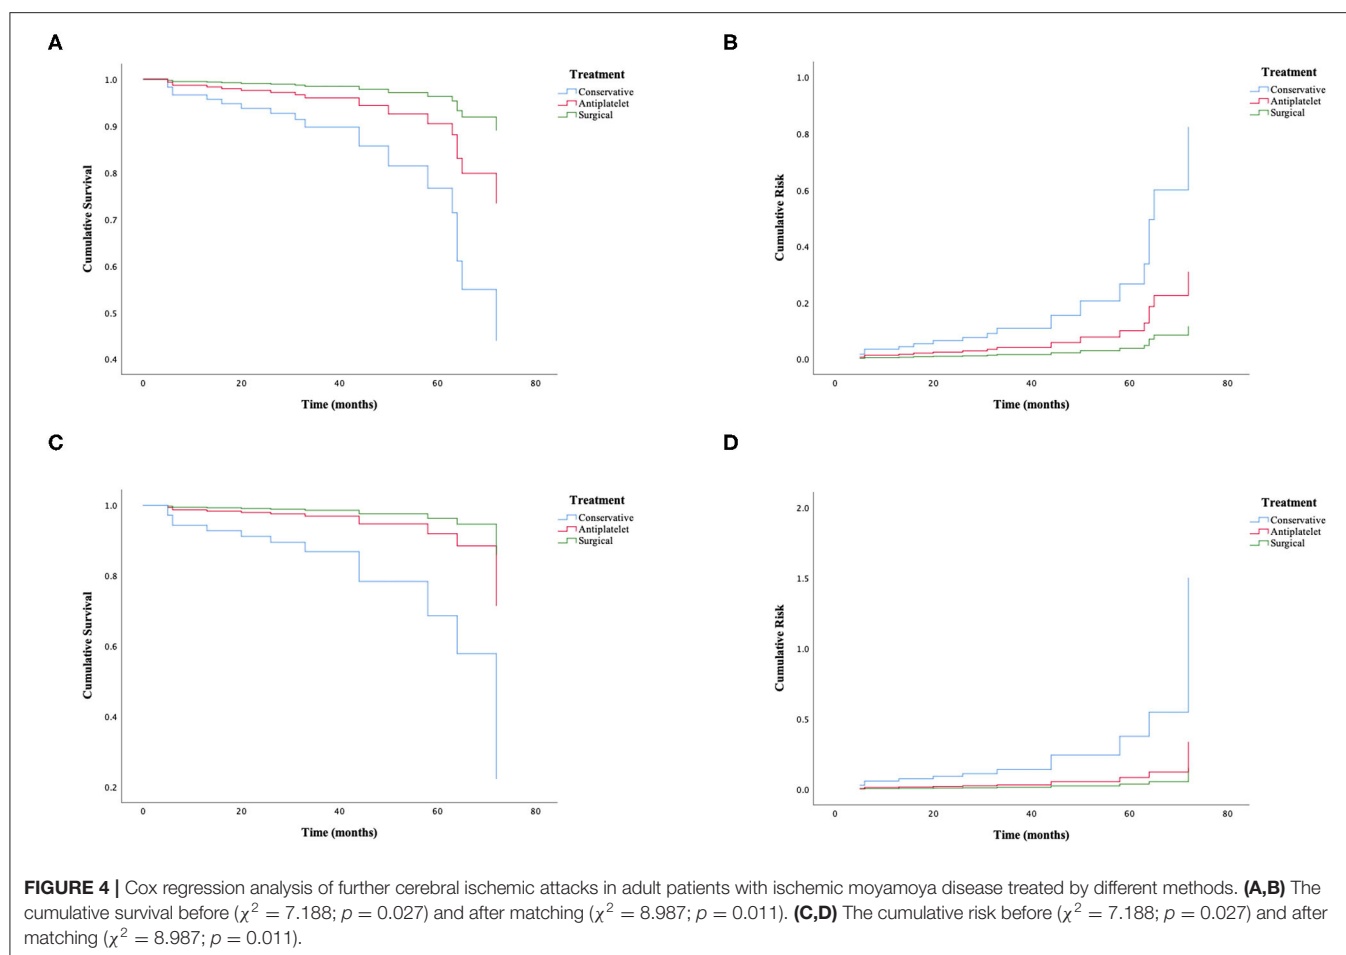 A
Treatment
Conservative
Antiplatelet
Surgical
Cumulative Survival
1.0
0.9
0.8
0.7
0.6
0.5
0.4
0 20 40 60 80
Time (months)
B
Treatment
Conservative
Antiplatelet
Surgical
Cumulative Risk
1.0
0.8
0.6
0.4
0.2
0.0
0 20 40 60 80
Time (months)
C
Treatment
Conservative
Antiplatelet
Surgical
Cumulative Survival
1.0
0.8
0.6
0.4
0.2
0 20 40 60 80
Time (months)
D
Treatment
Conservative
Antiplatelet
Surgical
Cumulative Risk
2.0
1.5
1.0
0.5
0.0
0 20 40 60 80
Time (months)
FIGURE 4 | Cox regression analysis of further cerebral ischemic attacks in adult patients with ischemic moyamoya disease treated by different methods. (A,B) The
cumulative survival before (χ² = 7.188; p = 0.027) and after matching (χ² = 8.987; p = 0.011). (C,D) The cumulative risk before (χ² = 7.188; p = 0.027) and after
matching (χ² = 8.987; p = 0.011).